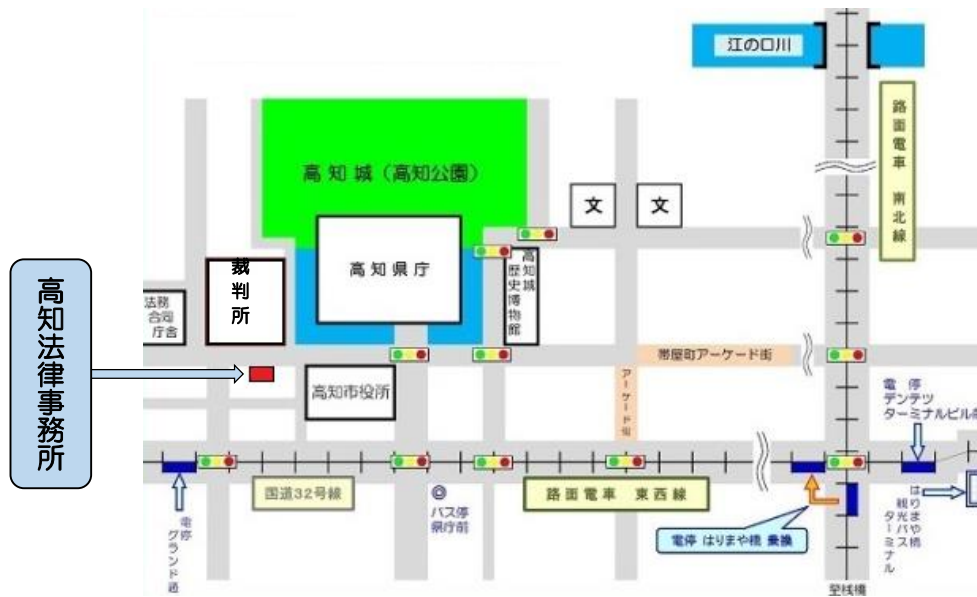 江の口川
路面電車 南北線
高知城(高知公園)
文
文
高知県庁
高知城
歴史博物館
裁判所
法務
合同
庁舎
高知法律事務所
高知市役所
帯屋町アーケード街
アーケード街
電 停
デンテツ
ターミナルビル前
国道32号線
◎
バス停
県庁前
路面電車 東西線
電停 はりまや橋 乗換
はりまや橋
観光バス
ターミナル
電停
グランド通
至桟橋